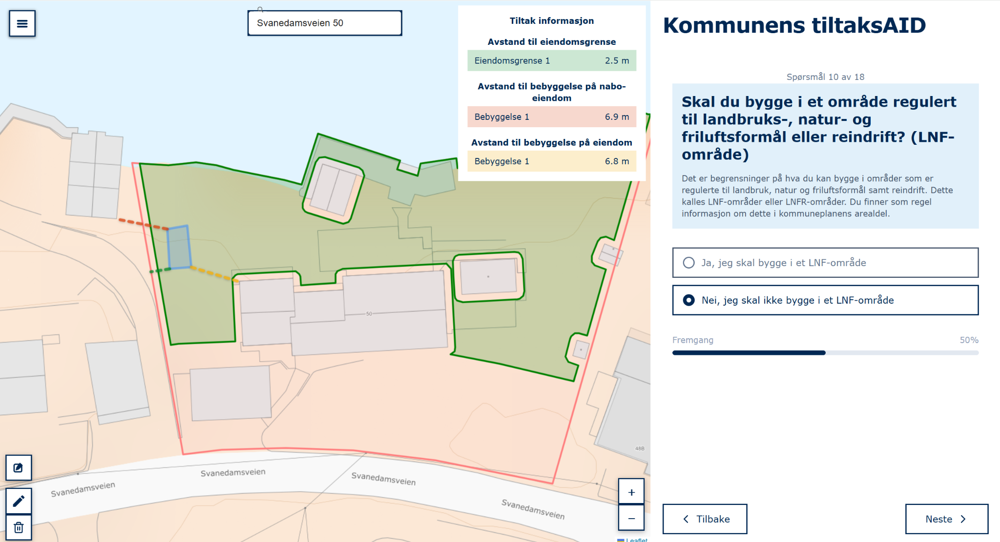 Svanedamsveien 50
Tiltak informasjon
Avstand til eiendomsgrense
Eiendomsgrense 1 2.5 m
Avstand til bebyggelse på nabo-
eiendom
Bebyggelse 1 6.9 m
Avstand til bebyggelse på eiendom
Bebyggelse 1 6.8 m
50
48B
Svanedamsveien
Svanedamsveien
Svanedamsveien
Svanedamsveien
+
−
Leaflet
Kommunens tiltaksAID
Spørsmål 10 av 18
Skal du bygge i et område regulert
til landbruks-, natur- og
friluftsformål eller reindrift? (LNF-
område)
Det er begrensninger på hva du kan bygge i områder som er
regulerte til landbruk, natur og friluftsformål samt reindrift. Dette
kalles LNF-områder eller LNFR-områder. Du finner som regel
informasjon om dette i kommuneplanens arealdel.
Ja, jeg skal bygge i et LNF-område
Nei, jeg skal ikke bygge i et LNF-område
Fremgang 50%
Tilbake
Neste